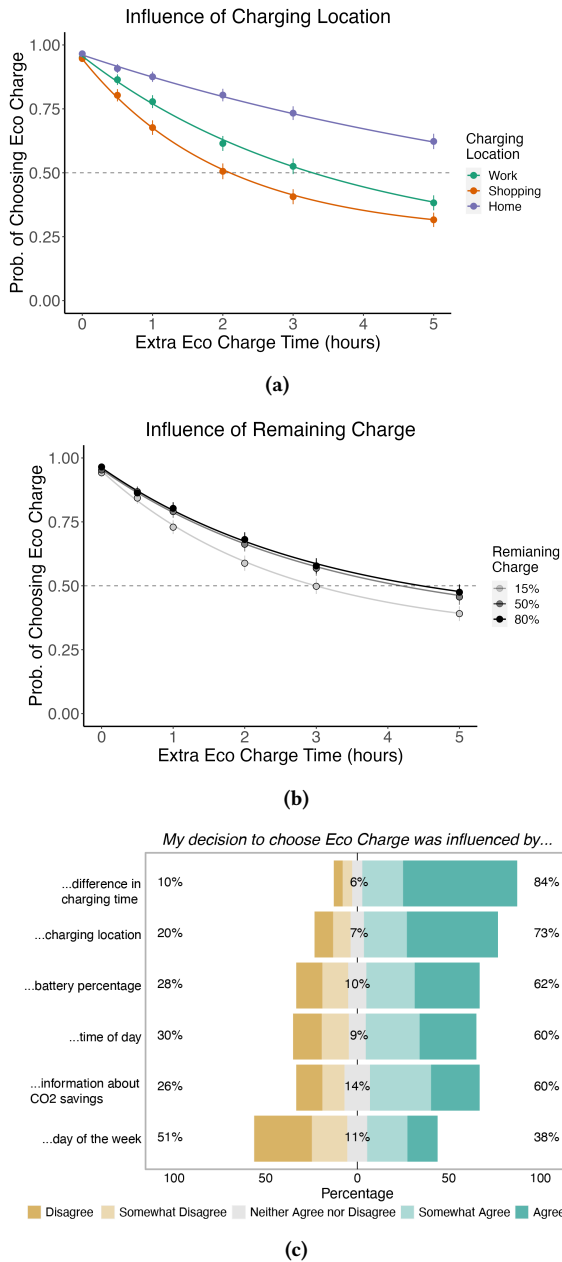 Influence of Charging Location
Prob. of Choosing Eco Charge
1.00
0.75
0.50
0.25
0.00
0 1 2 3 4 5
Extra Eco Charge Time (hours)
Charging
Location
Work
Shopping
Home
(a)
Influence of Remaining Charge
Prob. of Choosing Eco Charge
1.00
0.75
0.50
0.25
0.00
0 1 2 3 4 5
Extra Eco Charge Time (hours)
Remianing
Charge
15%
50%
80%
(b)
My decision to choose Eco Charge was influenced by...
...difference in
charging time
10% 6% 84%
...charging location 20% 7% 73%
...battery percentage 28% 10% 62%
...time of day 30% 9% 60%
...information about
CO2 savings
26% 14% 60%
...day of the week 51% 11% 38%
100 50 0 50 100
Percentage
Disagree Somewhat Disagree Neither Agree nor Disagree Somewhat Agree Agree
(c)